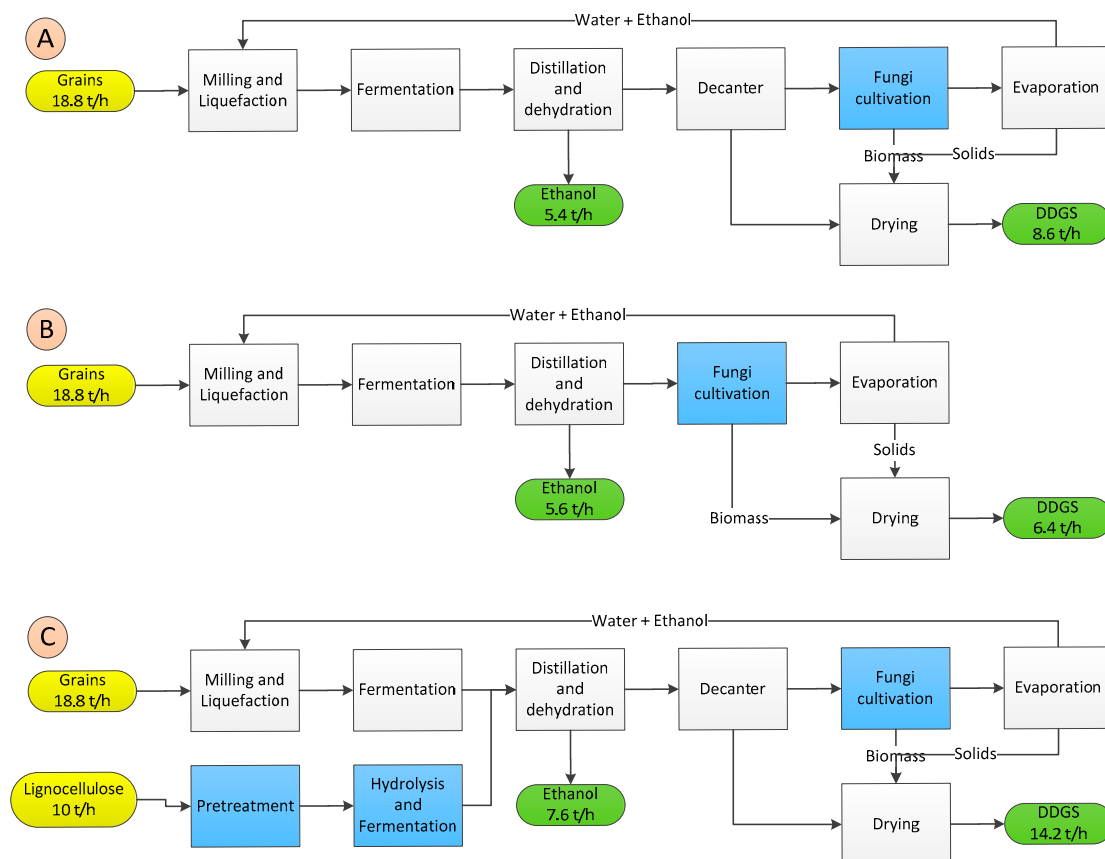 Water + Ethanol
A
Grains
18.8 t/h
Milling and
Liquefaction
Fermentation
Distillation
and
dehydration
Decanter
Fungi
cultivation
Evaporation
Biomass
Solids
Ethanol
5.4 t/h
Drying
DDGS
8.6 t/h
Water + Ethanol
B
Grains
18.8 t/h
Milling and
Liquefaction
Fermentation
Distillation
and
dehydration
Fungi
cultivation
Evaporation
Solids
Ethanol
5.6 t/h
Biomass
Drying
DDGS
6.4 t/h
Water + Ethanol
C
Grains
18.8 t/h
Milling and
Liquefaction
Fermentation
Distillation
and
dehydration
Decanter
Fungi
cultivation
Evaporation
Biomass
Solids
Lignocellulose
10 t/h
Pretreatment
Hydrolysis
and
Fermentation
Ethanol
7.6 t/h
Drying
DDGS
14.2 t/h